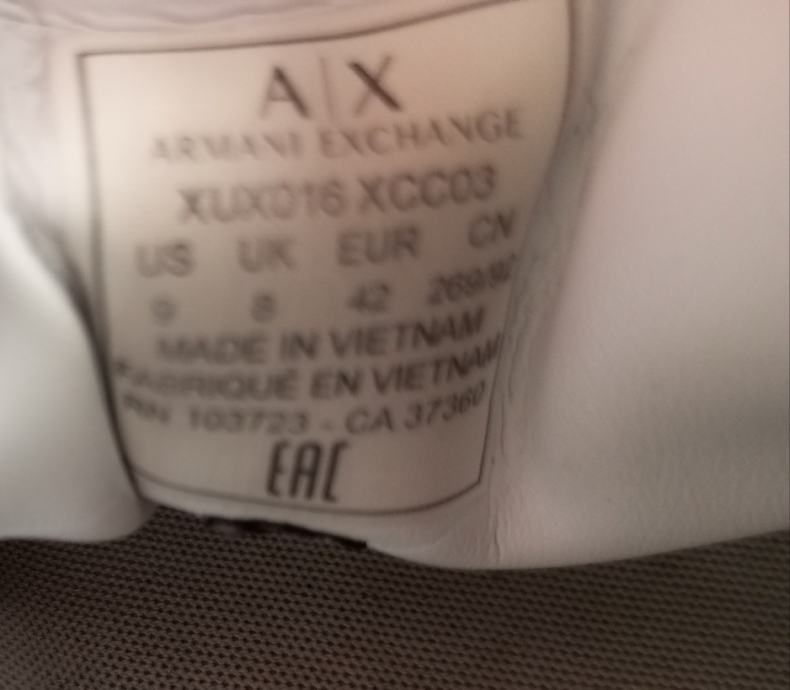 A|X
ARMANI EXCHANGE
XUX016 XCC03
US UK EUR CN
9 8 42
MADE IN VIETNAM
FABRIQUÉ EN VIETNAM
RN 103723 - CA 37360
EAC